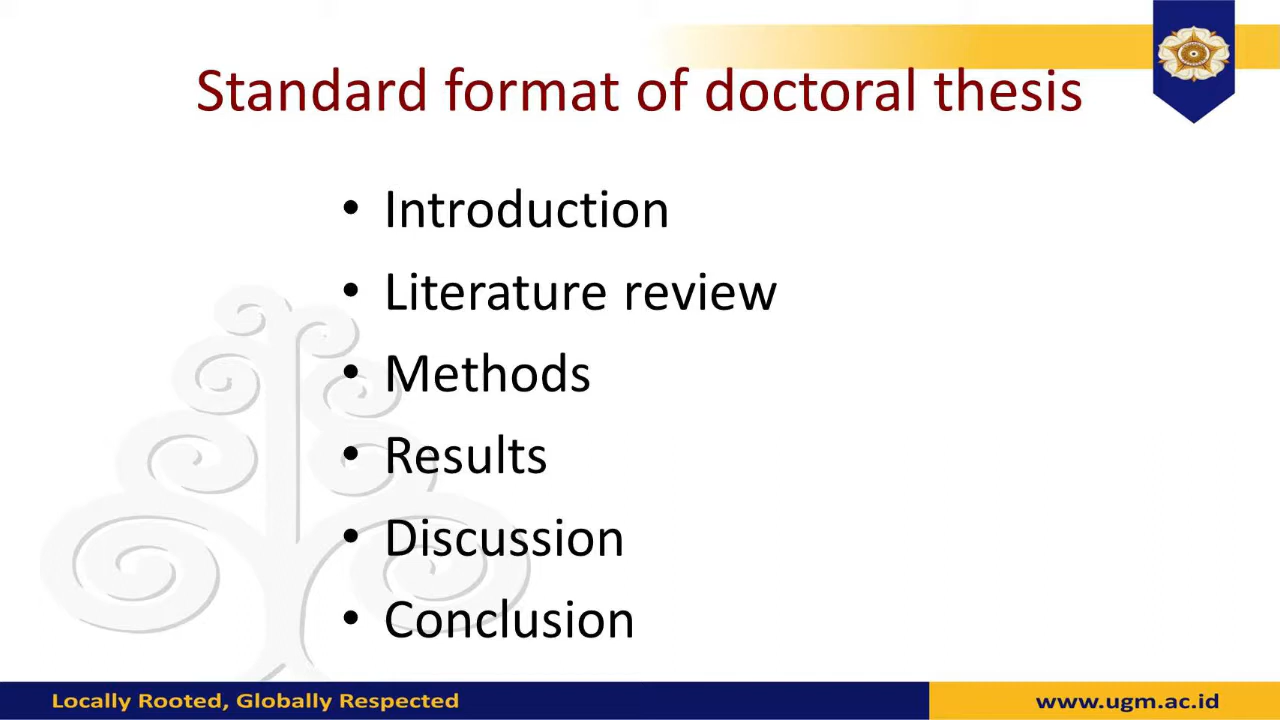 Standard format of doctoral thesis
• Introduction
• Literature review
• Methods
• Results
• Discussion
• Conclusion
Locally Rooted, Globally Respected
www.ugm.ac.id